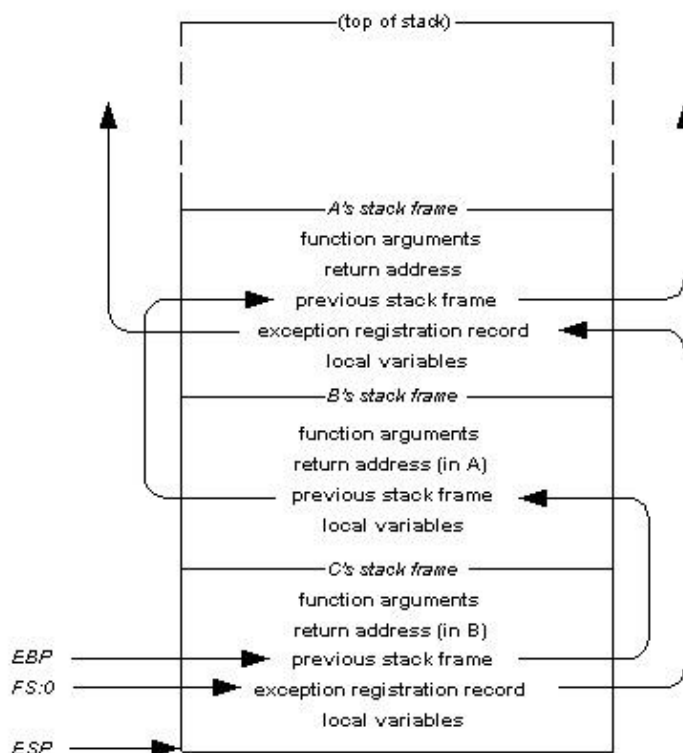 (top of stack)
A's stack frame
function arguments
return address
previous stack frame
exception registration record
local variables
B's stack frame
function arguments
return address (in A)
previous stack frame
local variables
C's stack frame
function arguments
return address (in B)
EBP previous stack frame
FS:0 exception registration record
local variables
ESP